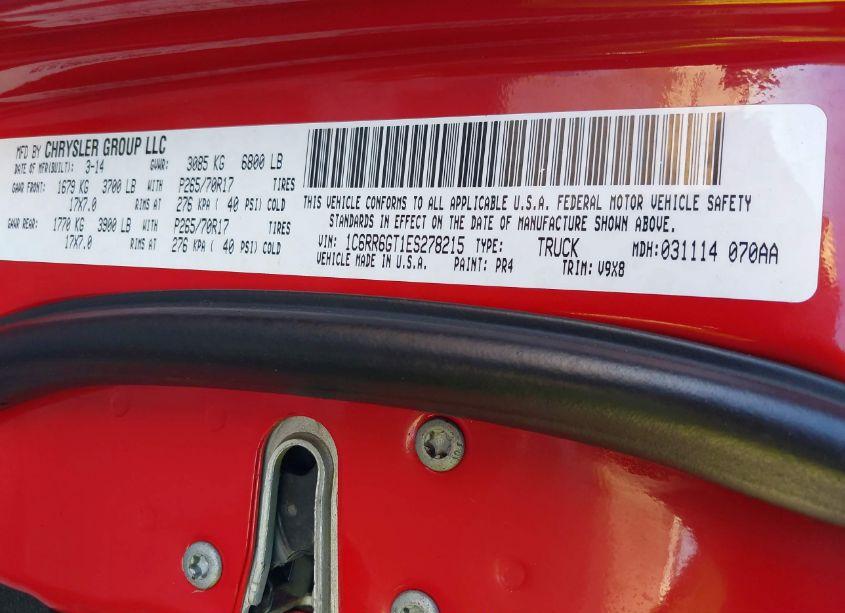 MFD BY CHRYSLER GROUP LLC
DATE OF MFR(BUILT): 3-14 GVWR: 3085 KG 6800 LB
GAWR FRONT: 1679 KG 3700 LB WITH P265/70R17 TIRES
17X7.0 RIMS AT 276 KPA ( 40 PSI) COLD
GAWR REAR: 1770 KG 3900 LB WITH P265/70R17 TIRES
17X7.0 RIMS AT 276 KPA ( 40 PSI) COLD
THIS VEHICLE CONFORMS TO ALL APPLICABLE U.S.A. FEDERAL MOTOR VEHICLE SAFETY
STANDARDS IN EFFECT ON THE DATE OF MANUFACTURE SHOWN ABOVE.
VIN: 1C6RR6GT1ES278215 TYPE: TRUCK MDH:031114 070AA
VEHICLE MADE IN U.S.A. PAINT: PR4 TRIM: V9X8